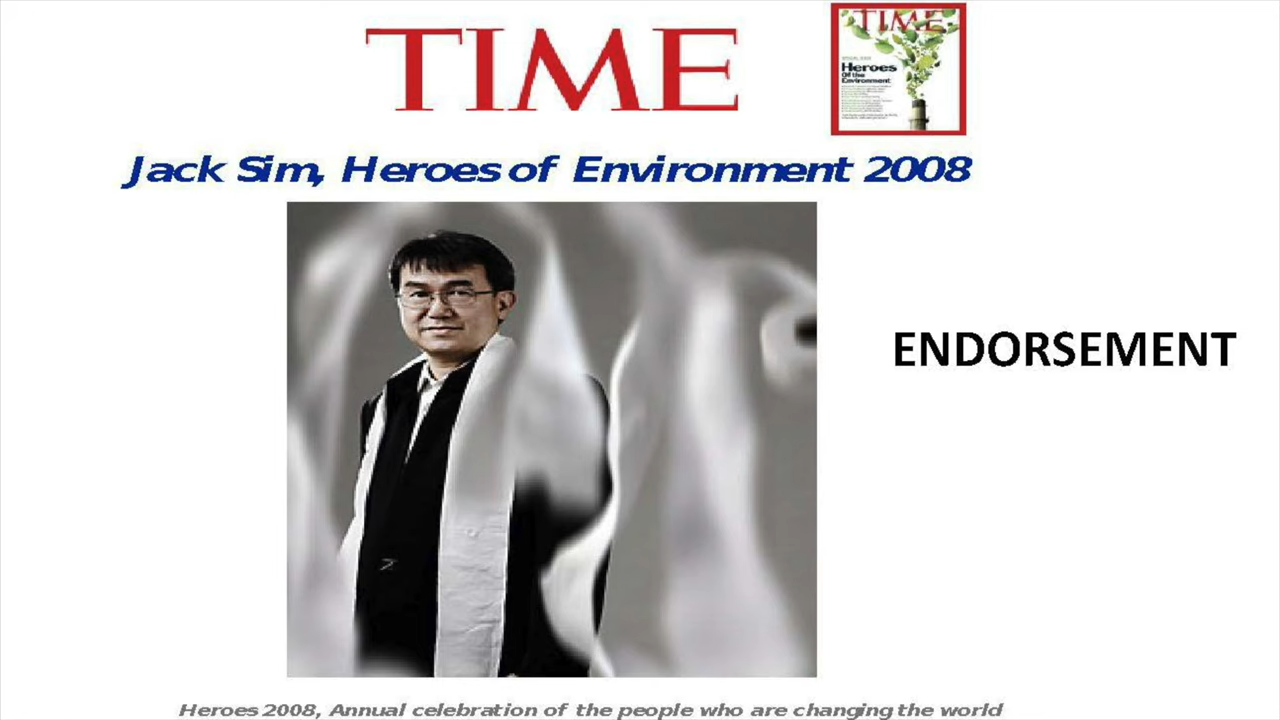 TIME
TIME
Heroes
Of the
Environment
Jack Sim, Heroes of Environment 2008
ENDORSEMENT
Heroes 2008, Annual celebration of the people who are changing the world